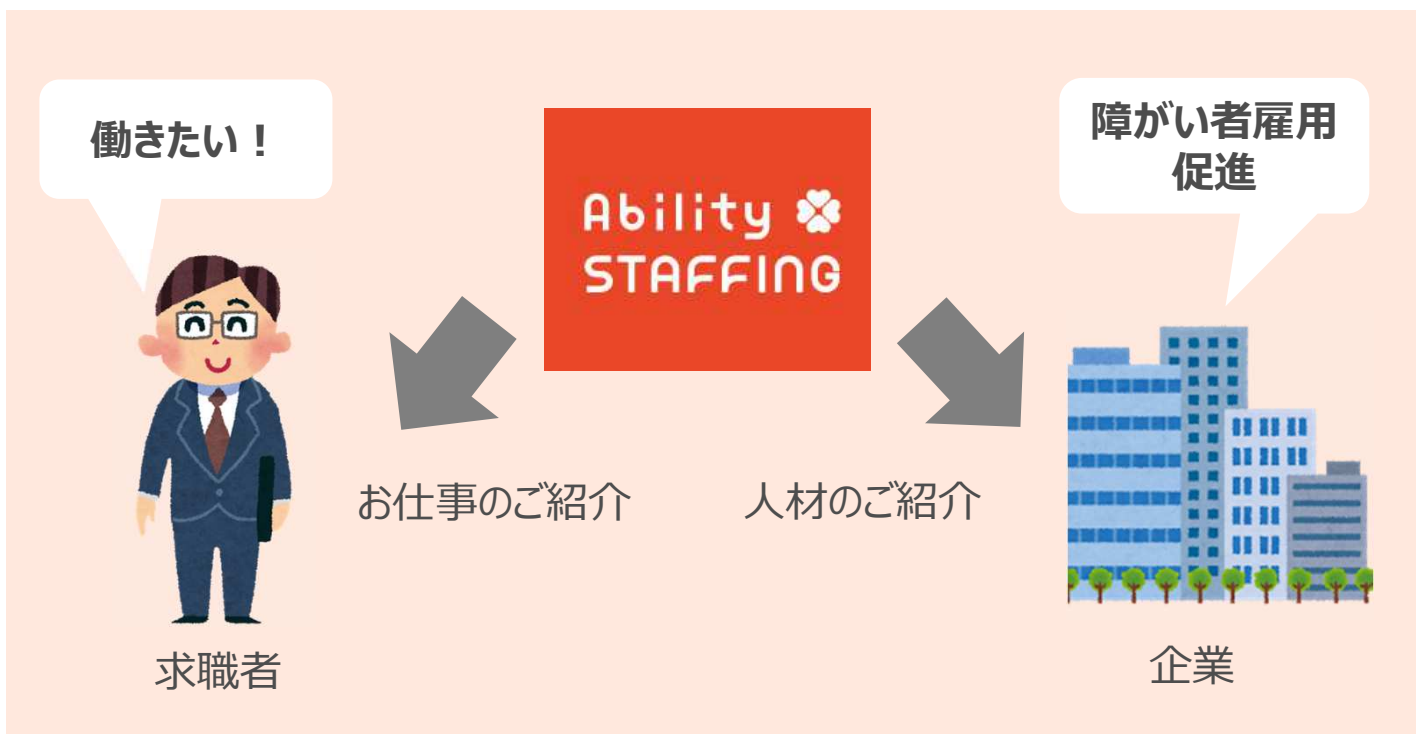 働きたい！
Ability
STAFFING
障がい者雇用
促進
お仕事のご紹介
人材のご紹介
求職者
企業